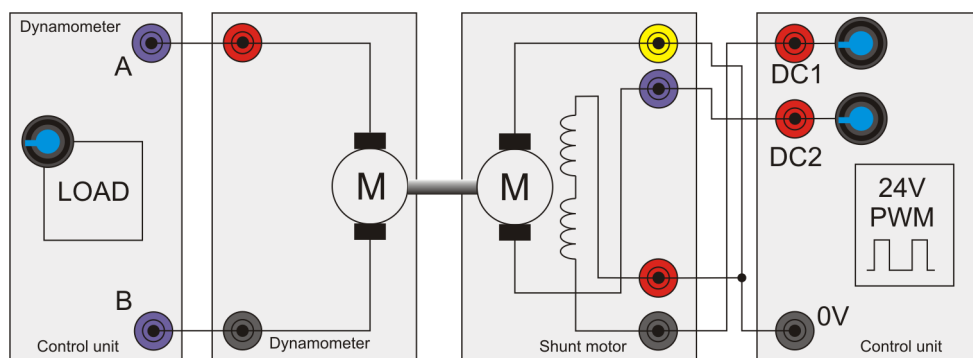 Dynamometer
A
LOAD
B
Control unit
M
Dynamometer
M
Shunt motor
DC1
DC2
24V
PWM
0V
Control unit